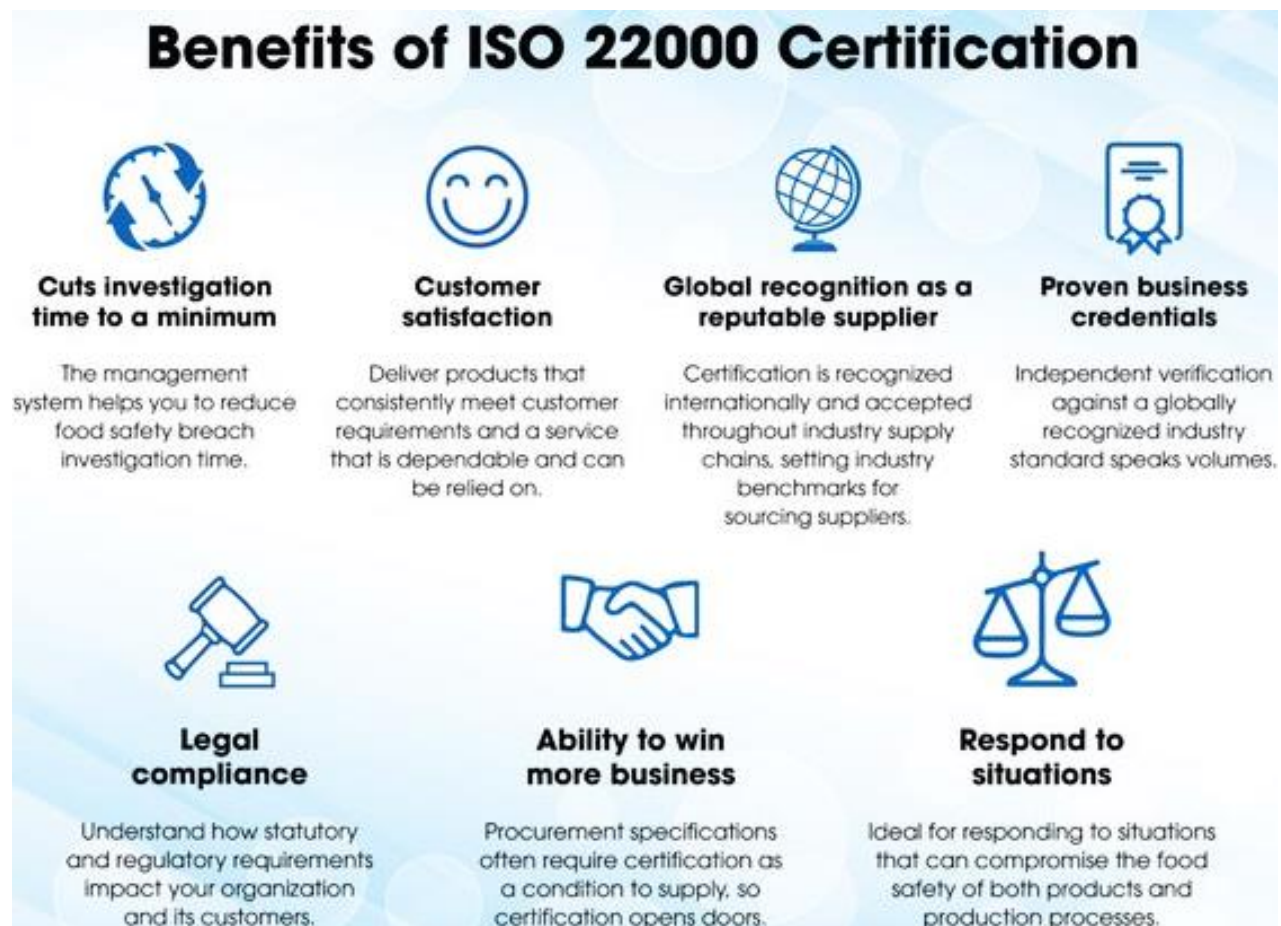 Benefits of ISO 22000 Certification
Cuts investigation
time to a minimum
The management
system helps you to reduce
food safety breach
investigation time.
Customer
satisfaction
Deliver products that
consistently meet customer
requirements and a service
that is dependable and can
be relied on.
Global recognition as a
reputable supplier
Certification is recognized
internationally and accepted
throughout industry supply
chains, setting industry
benchmarks for
sourcing suppliers.
Proven business
credentials
Independent verification
against a globally
recognized industry
standard speaks volumes.
Legal
compliance
Understand how statutory
and regulatory requirements
impact your organization
and its customers.
Ability to win
more business
Procurement specifications
often require certification as
a condition to supply, so
certification opens doors.
Respond to
situations
Ideal for responding to situations
that can compromise the food
safety of both products and
production processes.